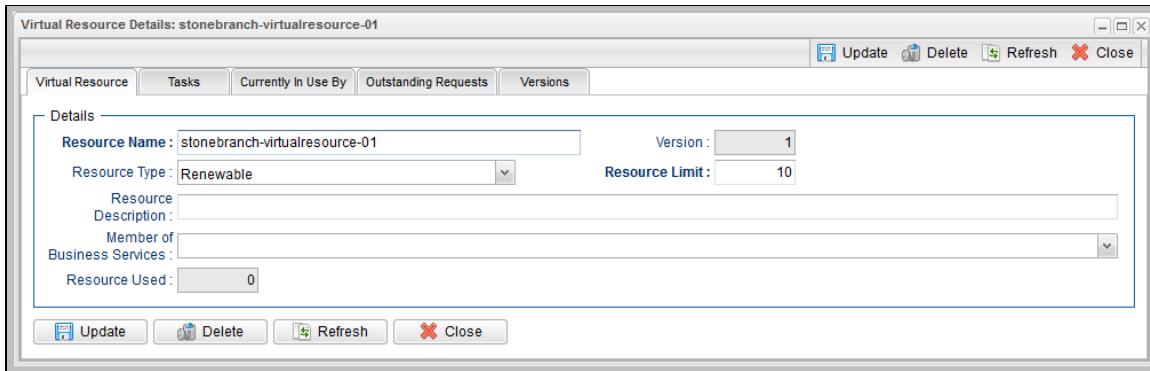 Virtual Resource Details: stonebranch-virtualresource-01
Update Delete Refresh Close
Virtual Resource Tasks Currently In Use By Outstanding Requests Versions
Details
Resource Name : stonebranch-virtualresource-01 Version : 1
Resource Type : Renewable Resource Limit : 10
Resource
Description :
Member of
Business Services :
Resource Used : 0
Update Delete Refresh Close